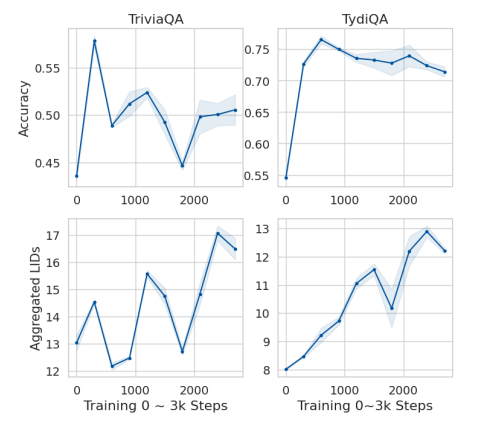 TriviaQA
TydiQA
Accuracy
0.55
0.50
0.45
0 1000 2000
0.75
0.70
0.65
0.60
0.55
0 1000 2000
Aggregated LIDs
17
16
15
14
13
12
0 1000 2000
Training 0 ~ 3k Steps
13
12
11
10
9
8
0 1000 2000
Training 0~3k Steps